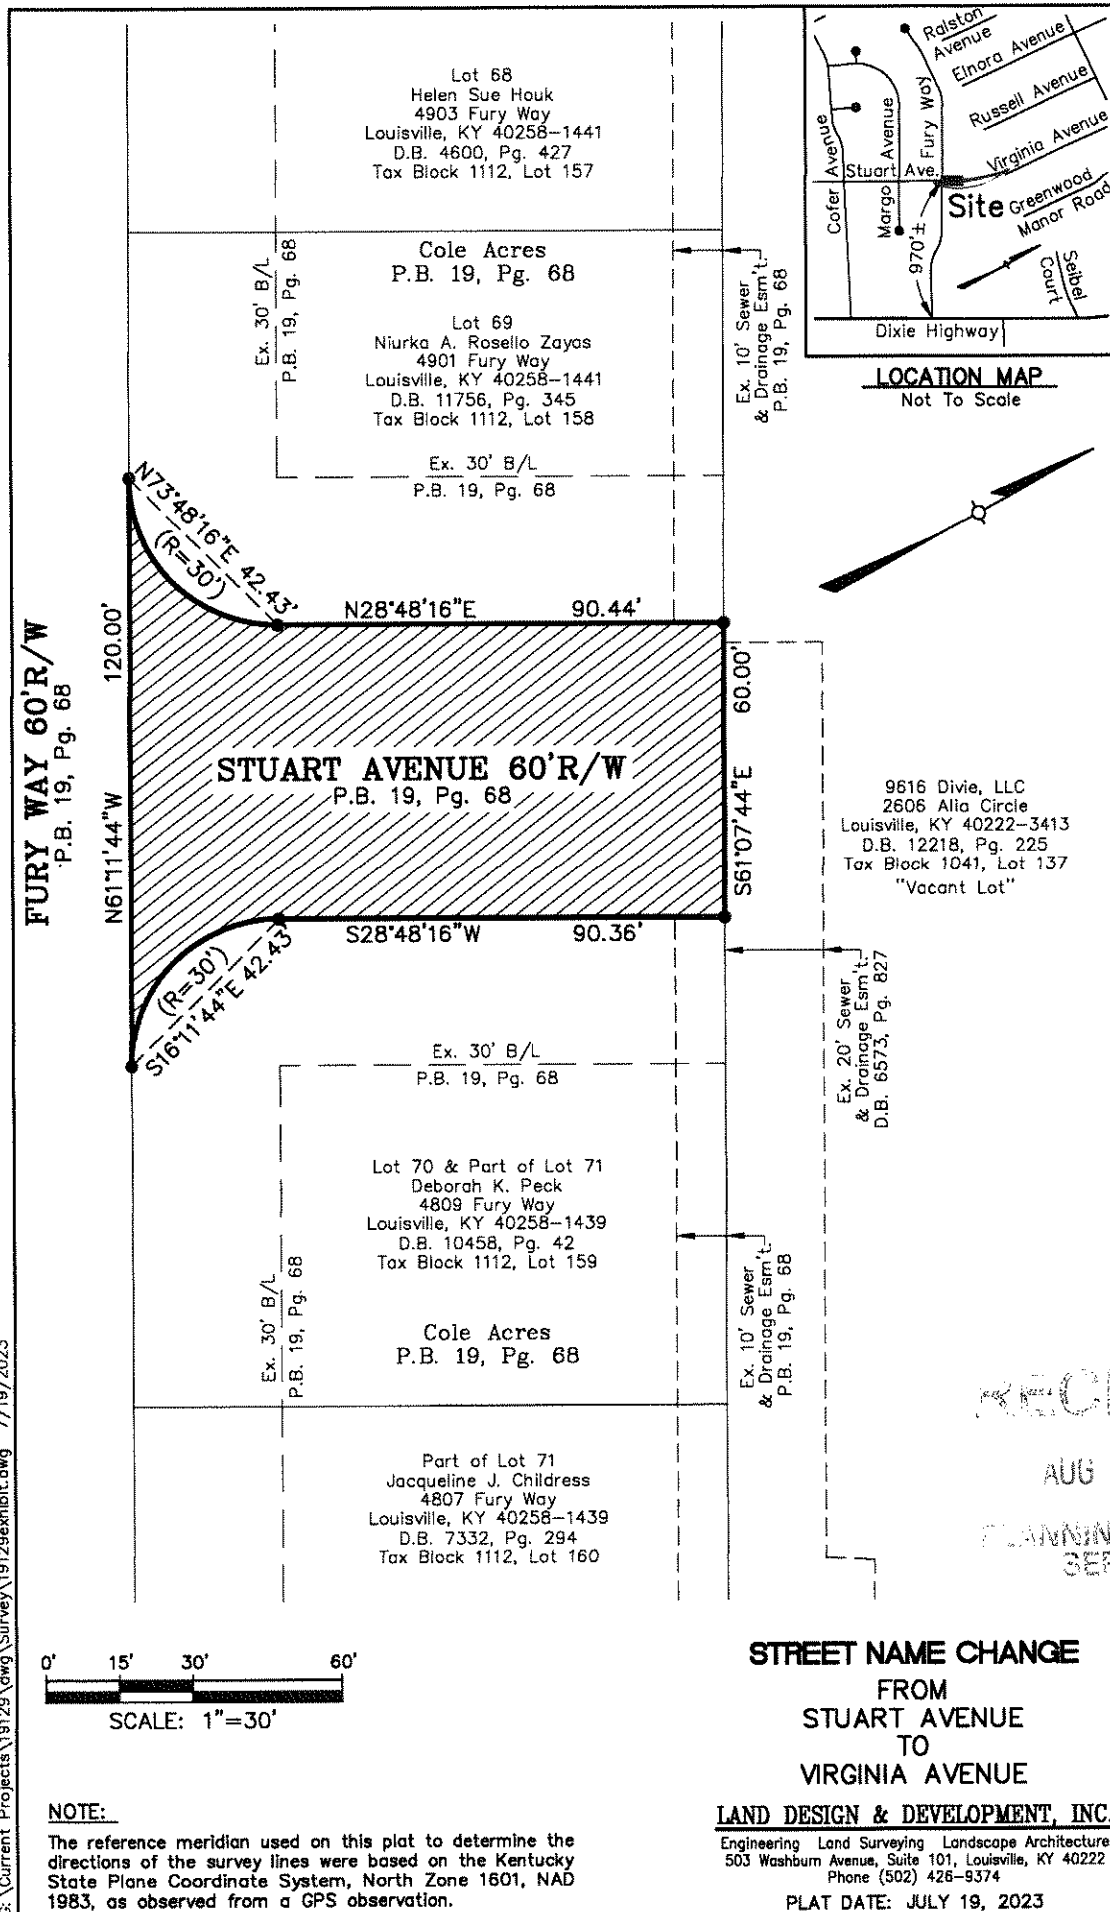 Lot 68
Helen Sue Houk
4903 Fury Way
Louisville, KY 40258-1441
D.B. 4600, Pg. 427
Tax Block 1112, Lot 157
Ralston
Avenue
Elnora Avenue
Russell Avenue
Virginia Avenue
Fury Way
Margo Avenue
Cofer Avenue
Stuart Ave.
Site
Greenwood
Manor Road
970'±
Seibel
Court
Dixie Highway
LOCATION MAP
Not To Scale
Cole Acres
P.B. 19, Pg. 68
Ex. 30' B/L
P.B. 19, Pg. 68
Lot 69
Niurka A. Rosello Zayas
4901 Fury Way
Louisville, KY 40258-1441
D.B. 11756, Pg. 345
Tax Block 1112, Lot 158
Ex. 10' Sewer
& Drainage Esm't.
P.B. 19, Pg. 68
Ex. 30' B/L
P.B. 19, Pg. 68
N73°48'16"E 42.43'
(R=30')
N28°48'16"E 90.44'
FURY WAY 60'R/W
P.B. 19, Pg. 68
N61°11'44"W 120.00'
STUART AVENUE 60'R/W
P.B. 19, Pg. 68
S61°07'44"E 60.00'
9616 Divie, LLC
2606 Alia Circle
Louisville, KY 40222-3413
D.B. 12218, Pg. 225
Tax Block 1041, Lot 137
"Vacant Lot"
S28°48'16"W 90.36'
(R=30')
S16°11'44"E 42.43'
Ex. 20' Sewer
& Drainage Esm't.
D.B. 6573, Pg. 827
Ex. 30' B/L
P.B. 19, Pg. 68
Lot 70 & Part of Lot 71
Deborah K. Peck
4809 Fury Way
Louisville, KY 40258-1439
D.B. 10458, Pg. 42
Tax Block 1112, Lot 159
Ex. 30' B/L
P.B. 19, Pg. 68
Cole Acres
P.B. 19, Pg. 68
Ex. 10' Sewer
& Drainage Esm't.
P.B. 19, Pg. 68
Part of Lot 71
Jacqueline J. Childress
4807 Fury Way
Louisville, KY 40258-1439
D.B. 7332, Pg. 294
Tax Block 1112, Lot 160
AUG
\Current Projects\19129\dwg\Survey\19129exhibit.dwg 7/19/2023
0' 15' 30' 60'
SCALE: 1"=30'
STREET NAME CHANGE
FROM
STUART AVENUE
TO
VIRGINIA AVENUE
LAND DESIGN & DEVELOPMENT, INC.
Engineering Land Surveying Landscape Architecture
503 Washburn Avenue, Suite 101, Louisville, KY 40222
Phone (502) 426-9374
PLAT DATE: JULY 19, 2023
NOTE:
The reference meridian used on this plat to determine the
directions of the survey lines were based on the Kentucky
State Plane Coordinate System, North Zone 1601, NAD
1983, as observed from a GPS observation.